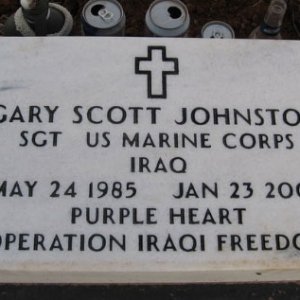 GARY SCOTT JOHNSTO
SGT US MARINE CORPS
IRAQ
MAY 24 1985 JAN 23 200
PURPLE HEART
OPERATION IRAQI FREEDO